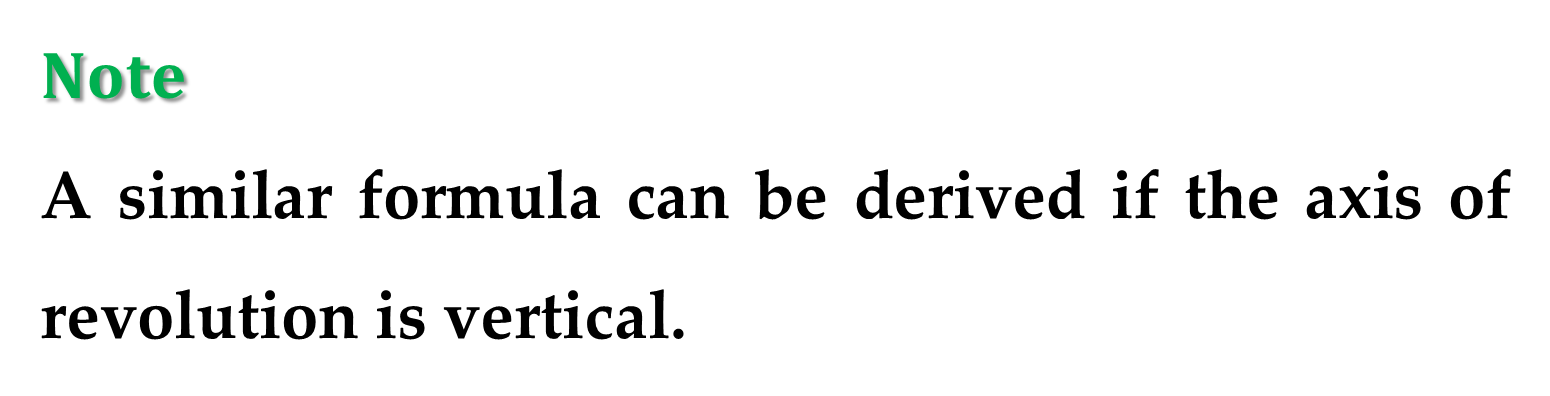 Note
A similar formula can be derived if the axis of
revolution is vertical.